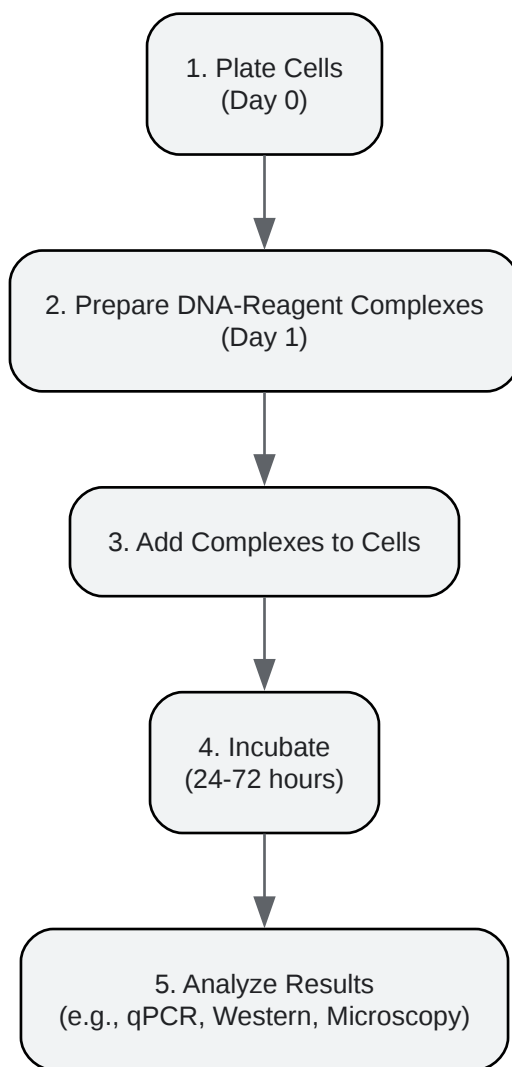 1. Plate Cells
(Day 0)
2. Prepare DNA-Reagent Complexes
(Day 1)
3. Add Complexes to Cells
4. Incubate
(24-72 hours)
5. Analyze Results
(e.g., qPCR, Western, Microscopy)